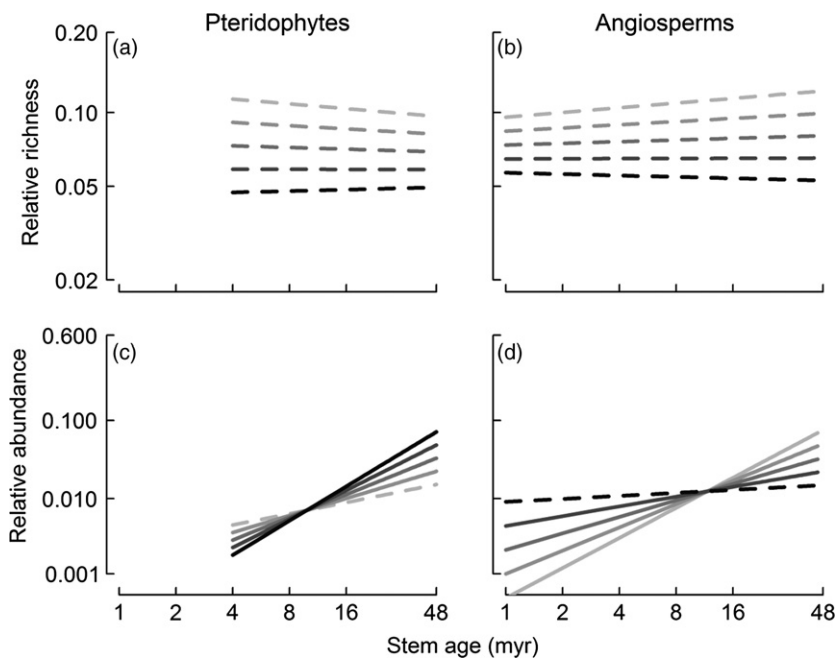 Pteridophytes Angiosperms
(a) (b)
Relative richness
0.20
0.10
0.05
0.02
(c) (d)
Relative abundance
0.600
0.100
0.010
0.001
1 2 4 8 16 48 1 2 4 8 16 48
Stem age (myr)